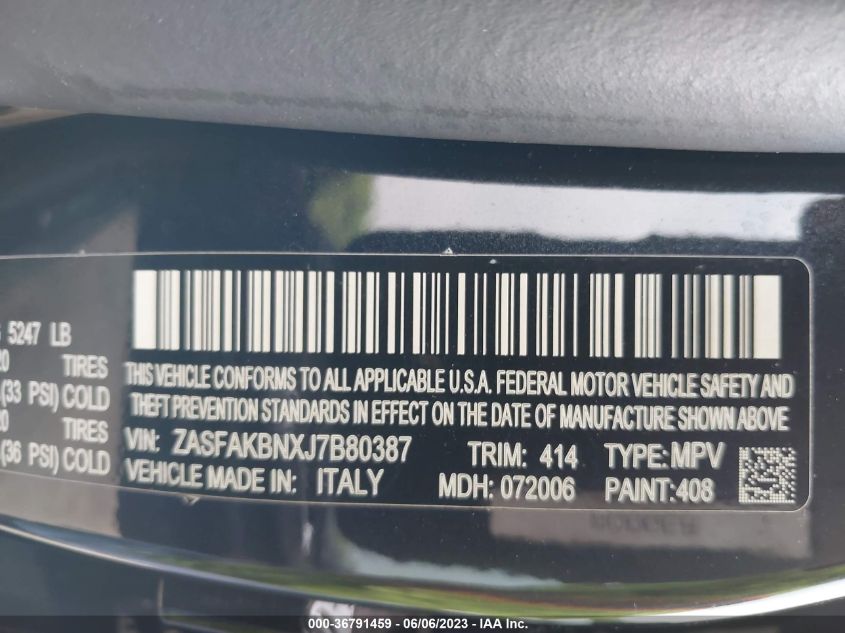 5247 LB
20 TIRES
(33 PSI) COLD
20 TIRES
(36 PSI) COLD
THIS VEHICLE CONFORMS TO ALL APPLICABLE U.S.A. FEDERAL MOTOR VEHICLE SAFETY AND
THEFT PREVENTION STANDARDS IN EFFECT ON THE DATE OF MANUFACTURE SHOWN ABOVE
VIN: ZASFAKBNXJ7B80387 TRIM: 414 TYPE: MPV
VEHICLE MADE IN: ITALY MDH: 072006 PAINT: 408
000-36791459 - 06/06/2023 - IAA Inc.